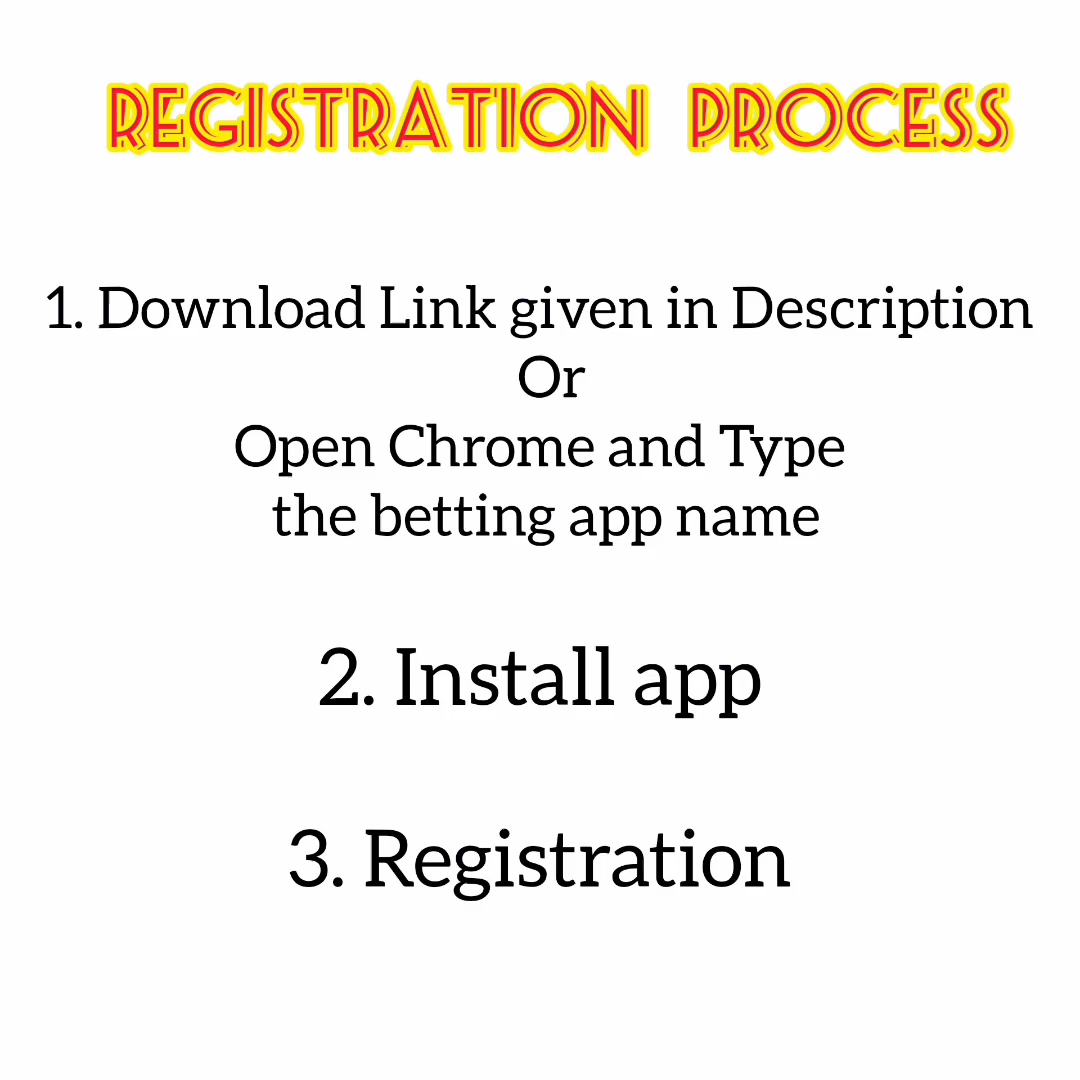 REGISTRATION PROCESS
1. Download Link given in Description
Or
Open Chrome and Type
the betting app name
2. Install app
3. Registration